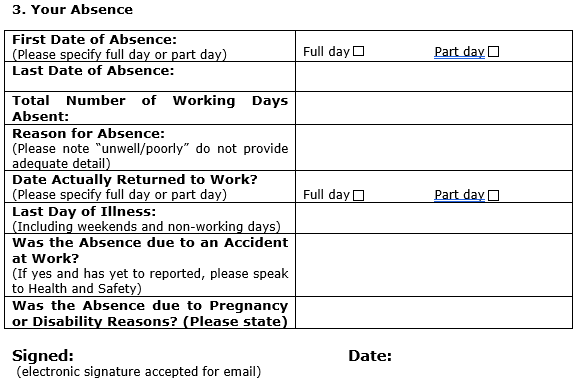 3. Your Absence
First Date of Absence:
(Please specify full day or part day)
Full day☐ Part day☐
Last Date of Absence:
Total Number of Working Days
Absent:
Reason for Absence:
(Please note “unwell/poorly” do not provide
adequate detail)
Date Actually Returned to Work?
(Please specify full day or part day)
Full day☐ Part day☐
Last Day of Illness:
(Including weekends and non-working days)
Was the Absence due to an Accident
at Work?
(If yes and has yet to reported, please speak
to Health and Safety)
Was the Absence due to Pregnancy
or Disability Reasons? (Please state)
Signed: Date:
(electronic signature accepted for email)